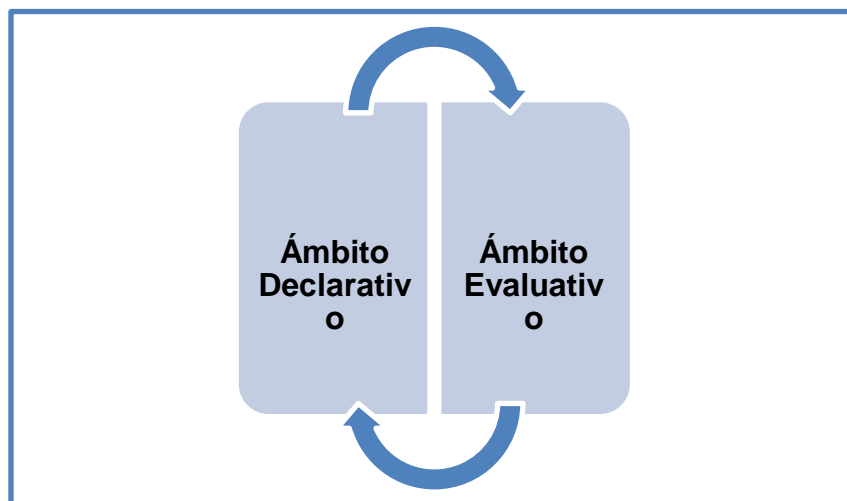 Ámbito
Declarativ
o
Ámbito
Evaluativ
o